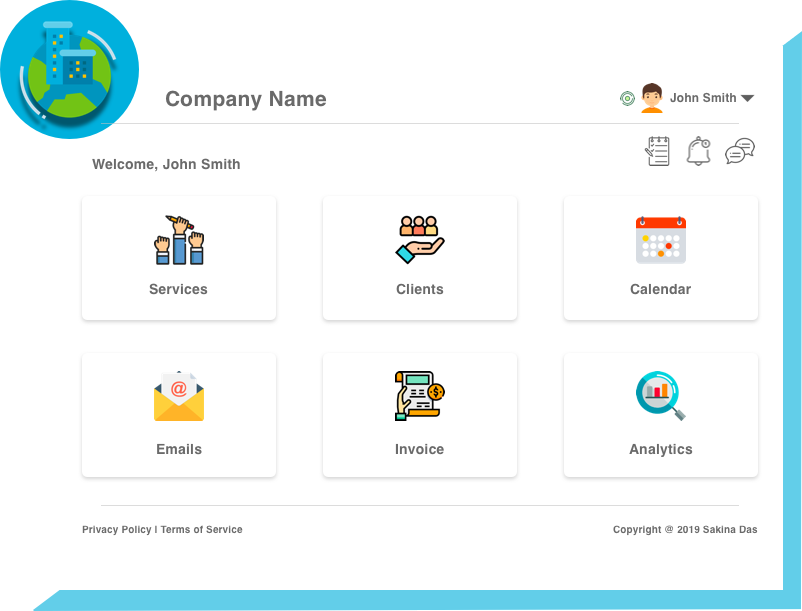 Company Name
John Smith
Welcome, John Smith
Services
Clients
Calendar
@
Emails
$
Invoice
Analytics
Privacy Policy | Terms of Service
Copyright @ 2019 Sakina Das